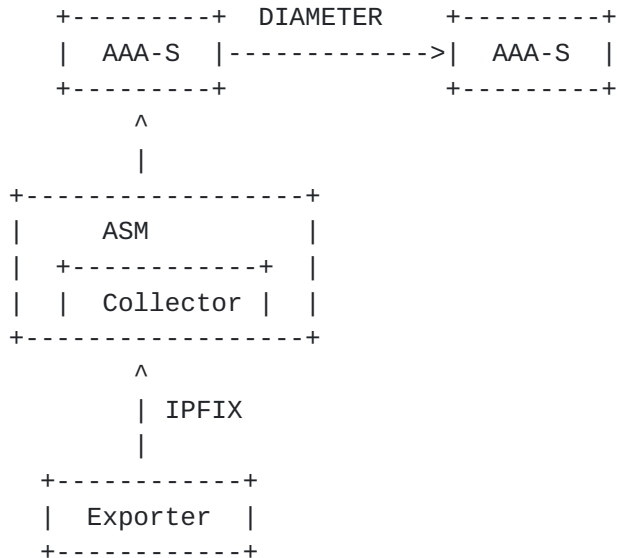 +---------+  DIAMETER    +---------+
|  AAA-S  |------------->|  AAA-S  |
+---------+              +---------+
^
|
+------------------+
|     ASM          |
|  +------------+  |
|  |  Collector |  |
+------------------+
^
| IPFIX
|
+------------+
|  Exporter  |
+------------+